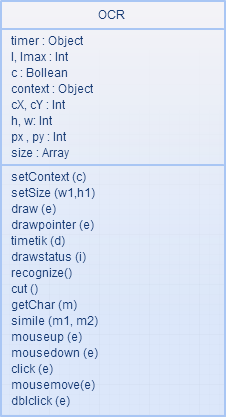 OCR
timer : Object
l, lmax : Int
c : Bollean
context : Object
cX, cY : Int
h, w: Int
px , py : Int
size : Array
setContext (c)
setSize (w1,h1)
draw (e)
drawpointer (e)
timetik (d)
drawstatus (i)
recognize()
cut ()
getChar (m)
simile (m1, m2)
mouseup (e)
mousedown (e)
click (e)
mousemove(e)
dblclick (e)